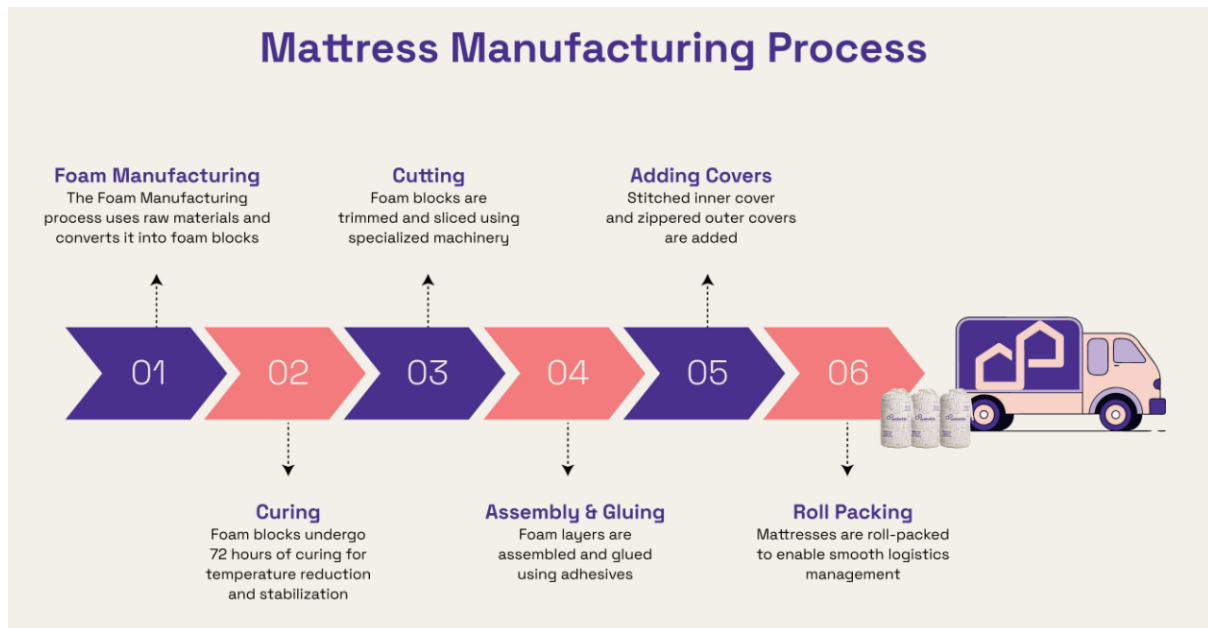 Mattress Manufacturing Process
Foam Manufacturing
The Foam Manufacturing
process uses raw materials and
converts it into foam blocks
Cutting
Foam blocks are
trimmed and sliced using
specialized machinery
Adding Covers
Stitched inner cover
and zippered outer covers
are added
01
02
03
04
05
06
Curing
Foam blocks undergo
72 hours of curing for
temperature reduction
and stabilization
Assembly & Gluing
Foam layers are
assembled and glued
using adhesives
Roll Packing
Mattresses are roll-packed
to enable smooth logistics
management